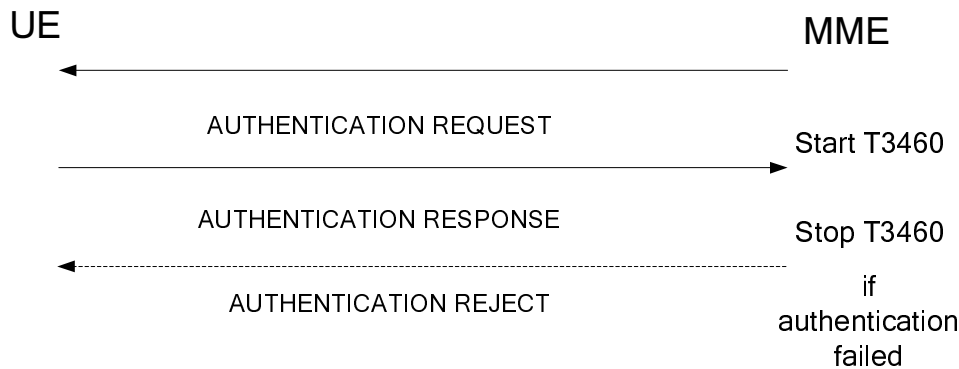 UE
MME
AUTHENTICATION REQUEST
Start T3460
AUTHENTICATION RESPONSE
Stop T3460
AUTHENTICATION REJECT
if
authentication
failed